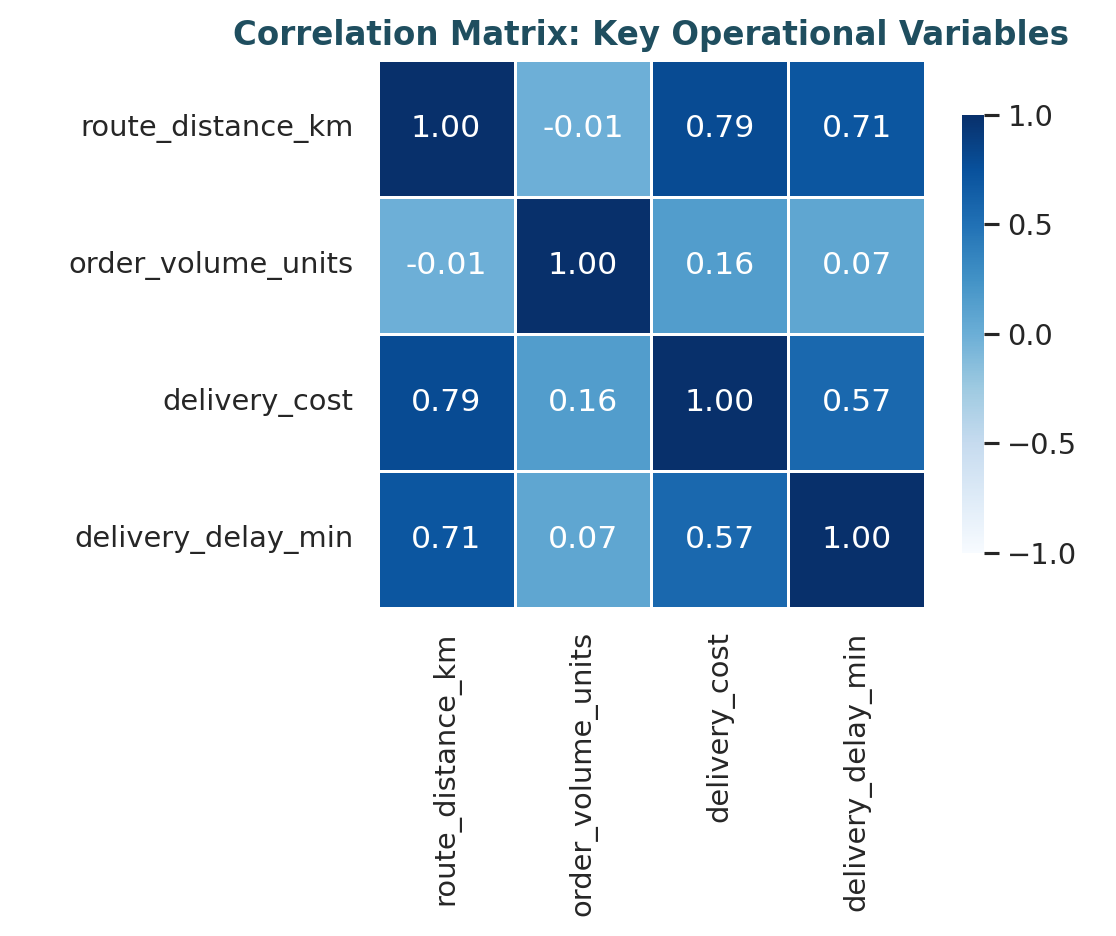 Correlation Matrix: Key Operational Variables
route_distance_km 1.00 -0.01 0.79 0.71
order_volume_units -0.01 1.00 0.16 0.07
delivery_cost 0.79 0.16 1.00 0.57
delivery_delay_min 0.71 0.07 0.57 1.00
route_distance_km
order_volume_units
delivery_cost
delivery_delay_min
1.0
0.5
0.0
−0.5
−1.0